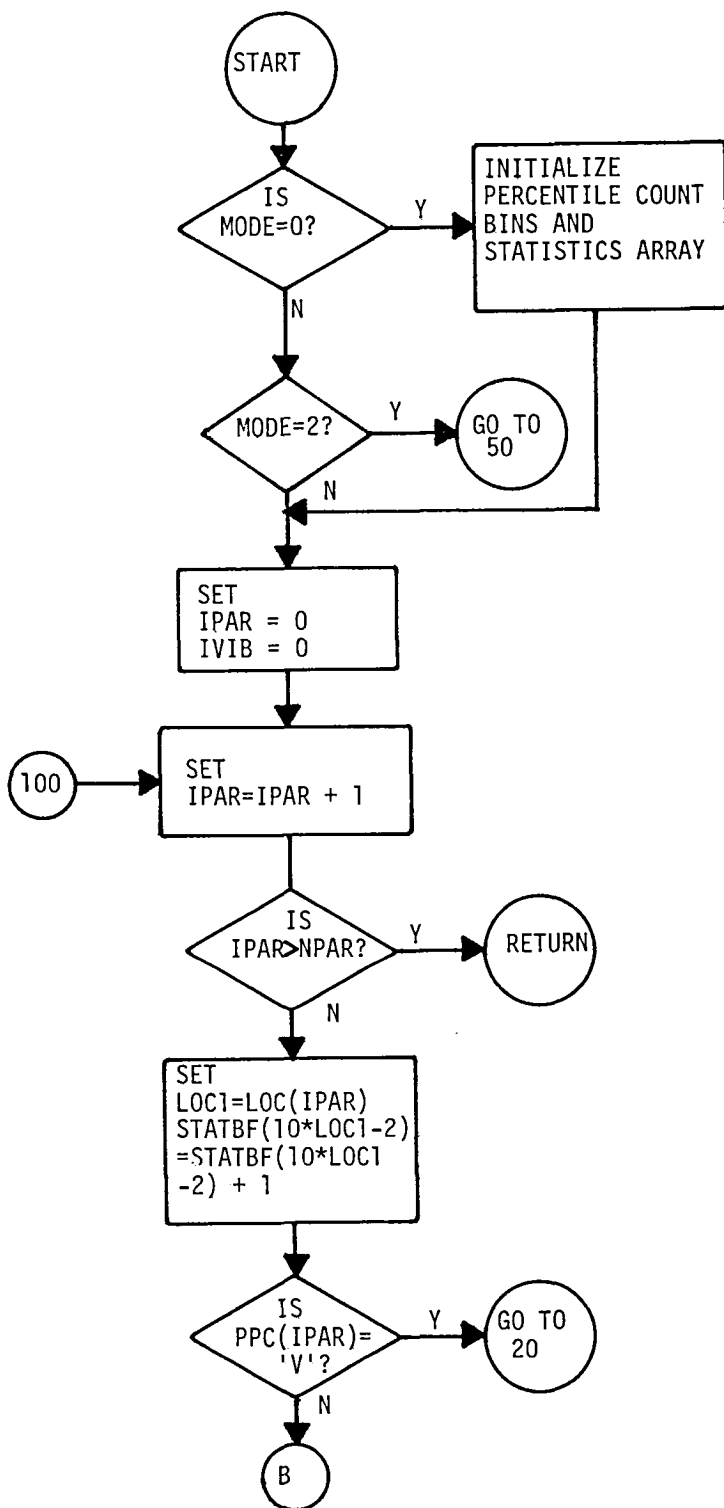 START
IS
MODE=0?
Y
INITIALIZE
PERCENTILE COUNT
BINS AND
STATISTICS ARRAY
N
MODE=2?
Y
GO TO
50
N
SET
IPAR = 0
IVIB = 0
100
SET
IPAR=IPAR + 1
IS
IPAR>NPAR?
Y
RETURN
N
SET
LOC1=LOC(IPAR)
STATBF(10*LOC1-2)
=STATBF(10*LOC1
-2) + 1
IS
PPC(IPAR)=
'V'?
Y
GO TO
20
N
B